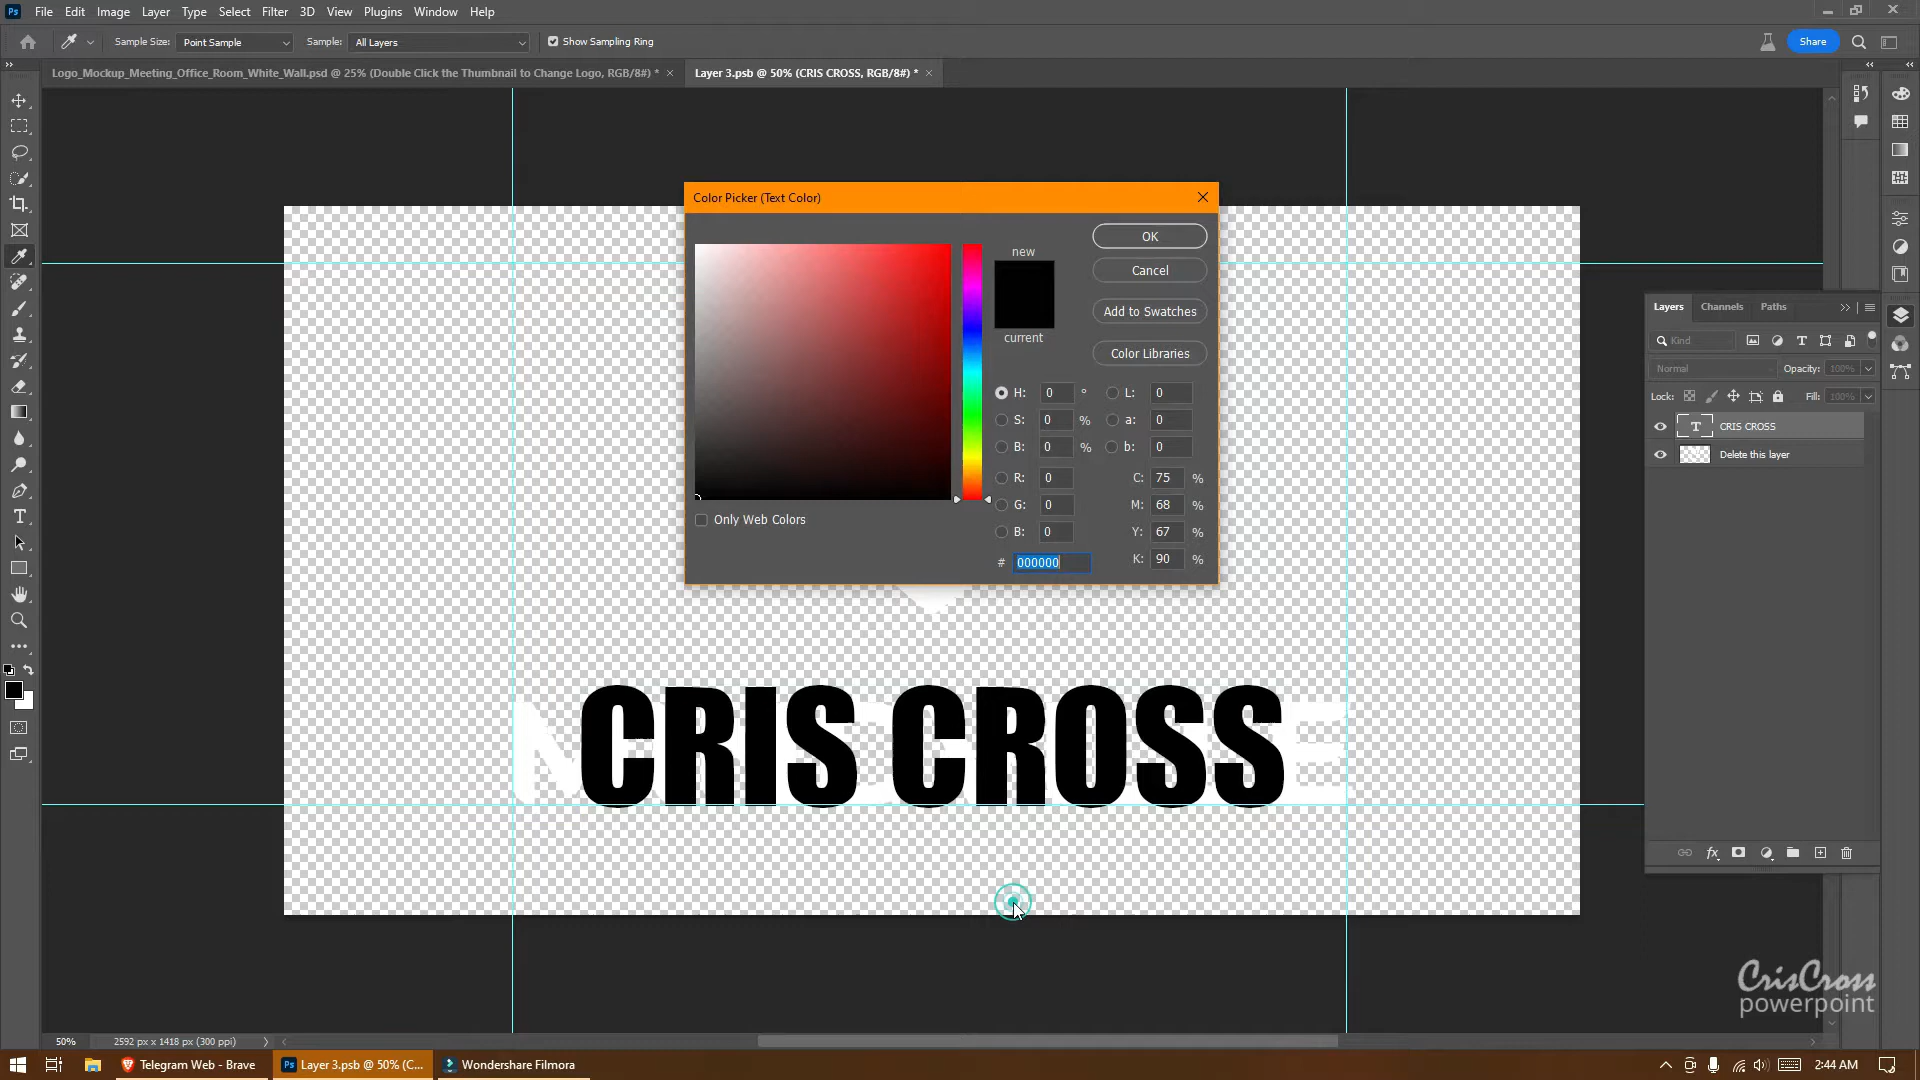 Ps File Edit Image Layer Type Select Filter 3D View Plugins Window Help
Sample Size: Point Sample Sample: All Layers Show Sampling Ring Share
Logo_Mockup_Meeting_Office_Room_White_Wall.psd @ 25% (Double Click the Thumbnail to Change Logo, RGB/8#) * × Layer 3.psb @ 50% (CRIS CROSS, RGB/8#) * ×
Color Picker (Text Color)
OK
new
Cancel
Add to Swatches
current
Color Libraries
H: 0 ° L: 0
S: 0 % a: 0
B: 0 % b: 0
R: 0 C: 75 %
G: 0 M: 68 %
B: 0 Y: 67 %
# 000000 K: 90 %
Only Web Colors
Layers Channels Paths
Kind
Normal Opacity: 100%
Lock: Fill: 100%
T CRIS CROSS
Delete this layer
fx
CRIS CROSS
CrisCross
powerpoint
50% 2592 px x 1418 px (300 ppi)
Telegram Web - Brave Ps Layer 3.psb @ 50% (C... Wondershare Filmora 2:44 AM